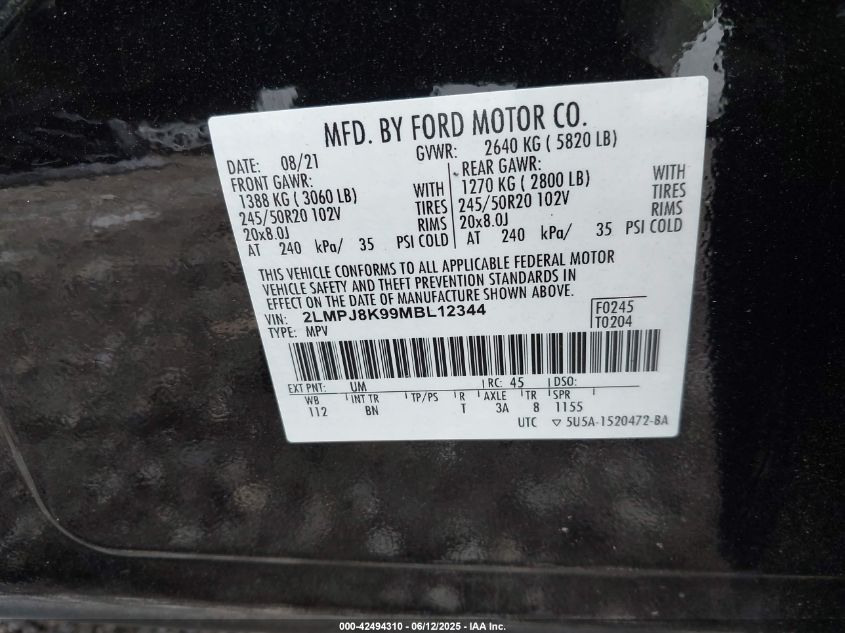 MFD. BY FORD MOTOR CO.
DATE: 08/21 GVWR: 2640 KG ( 5820 LB)
FRONT GAWR: REAR GAWR:
1388 KG ( 3060 LB) WITH 1270 KG ( 2800 LB) WITH
245/50R20 102V TIRES 245/50R20 102V TIRES
20x8.0J RIMS 20x8.0J RIMS
AT 240 kPa/ 35 PSI COLD AT 240 kPa/ 35 PSI COLD
THIS VEHICLE CONFORMS TO ALL APPLICABLE FEDERAL MOTOR
VEHICLE SAFETY AND THEFT PREVENTION STANDARDS IN
EFFECT ON THE DATE OF MANUFACTURE SHOWN ABOVE.
VIN: 2LMPJ8K99MBL12344 F0245
TYPE: MPV T0204
EXT PNT: UM RC: 45 DSO:
WB INT TR TP/PS R AXLE TR SPR
112 BN T 3A 8 1155
UTC ▽ 5U5A-1520472-BA
000-42494310 - 06/12/2025 - IAA Inc.